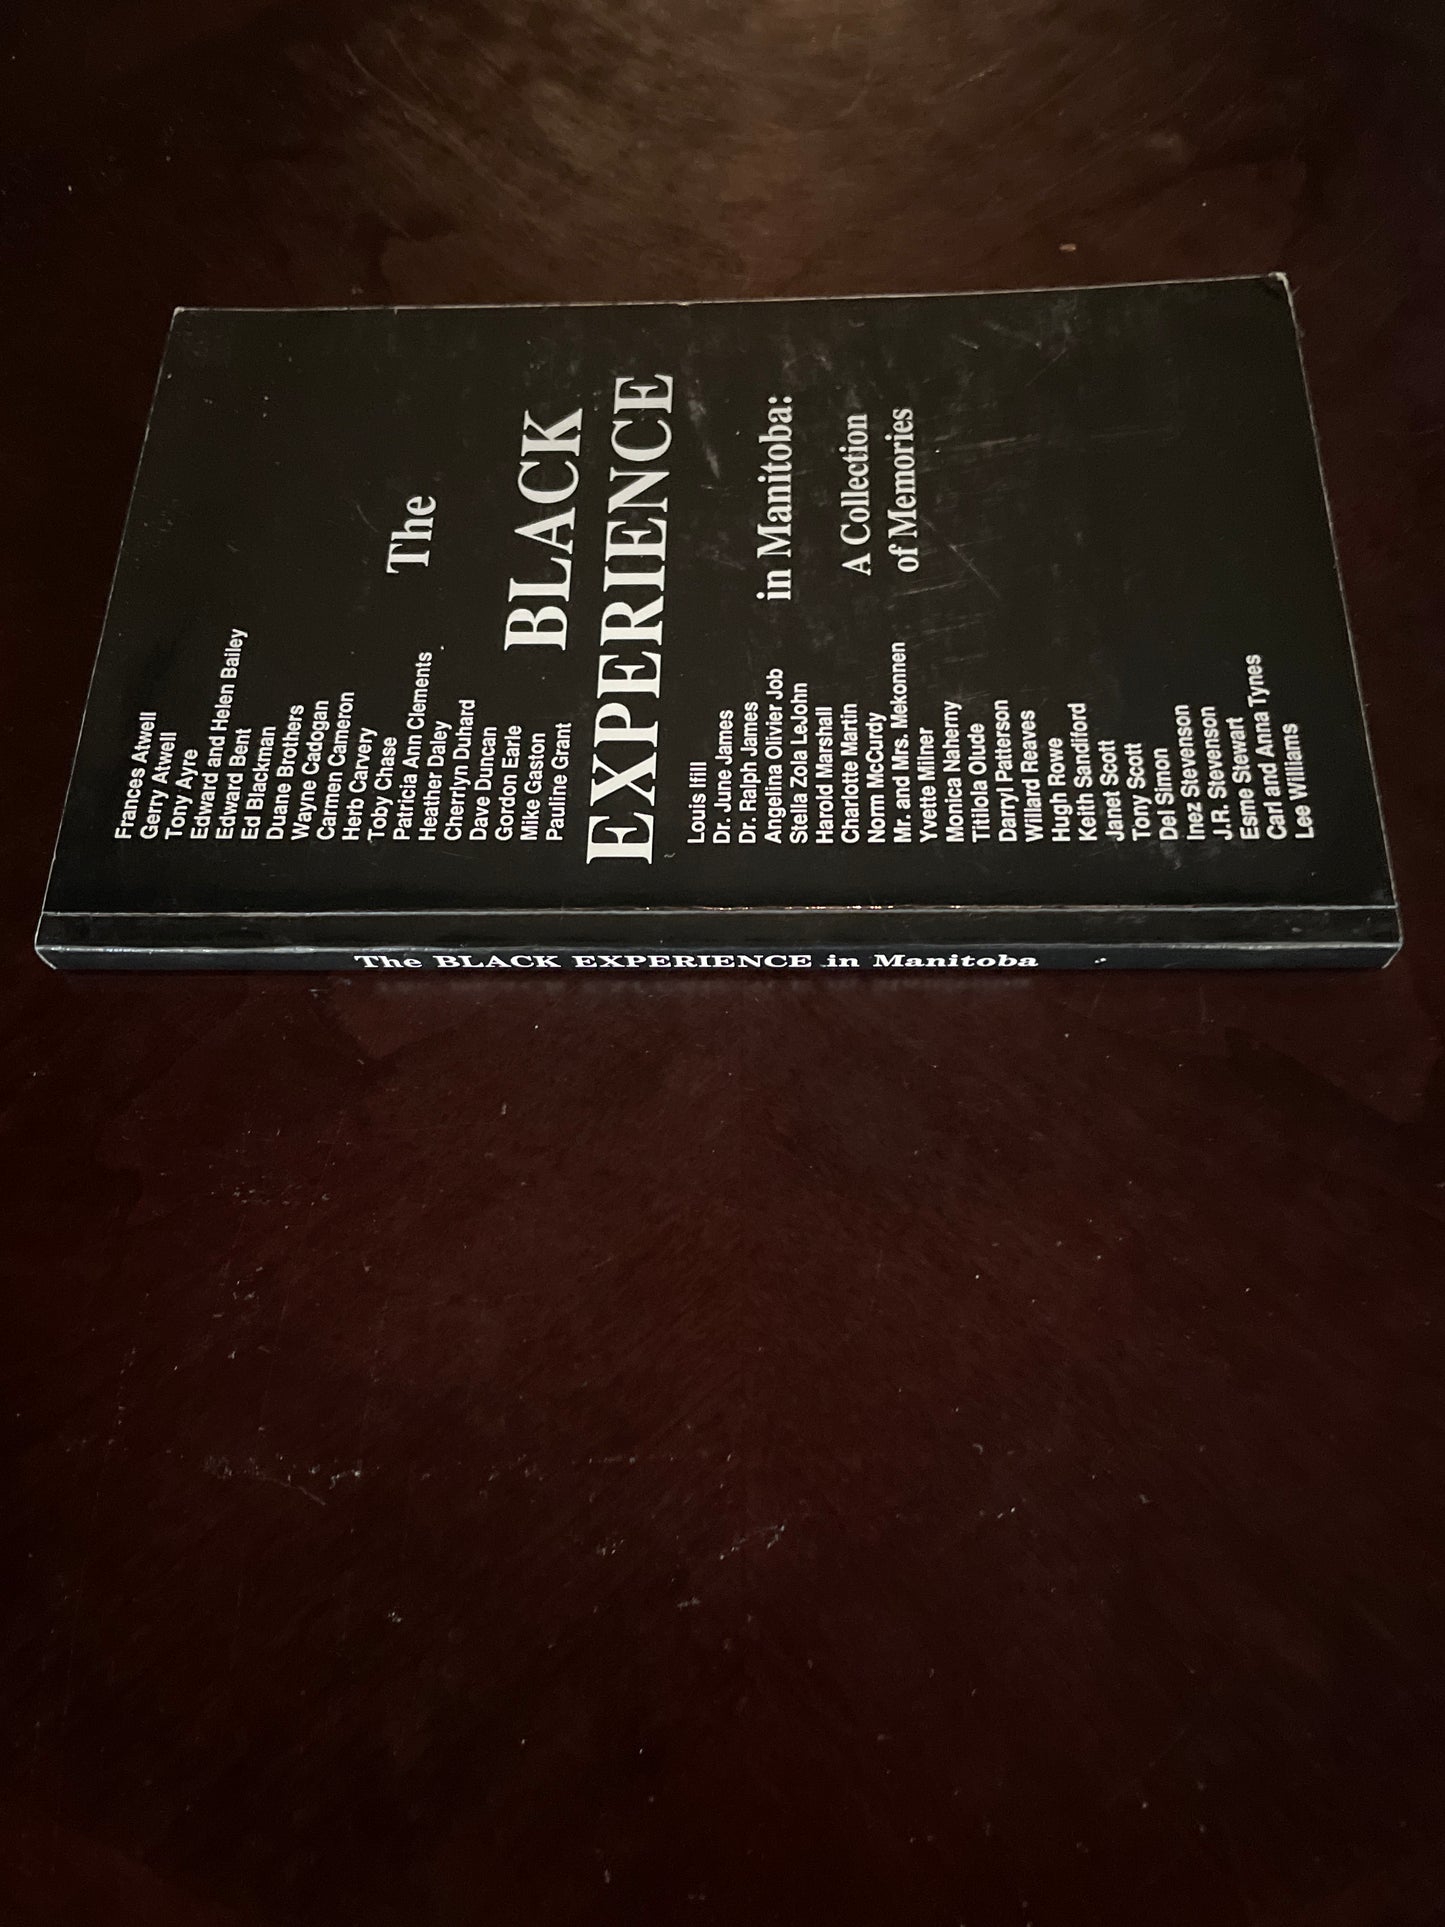 Frances Atwell
Gerry Atwell
Tony Ayre
Edward and Helen Bailey
Edward Bent
Ed Blackman
Duane Brothers
Wayne Cadogan
Carmen Cameron
Herb Carvery
Toby Chase
Patricia Ann Clements
Heather Daley
Cherrlyn Duhard
Dave Duncan
Gordon Earle
Mike Gaston
Pauline Grant
The
BLACK
EXPERIENCE
in Manitoba:
A Collection
of Memories
Louis Ifill
Dr. June James
Dr. Ralph James
Angelina Olivier Job
Stella Zola LeJohn
Harold Marshall
Charlotte Martin
Norm McCurdy
Mr. and Mrs. Mekonnen
Yvette Milner
Monica Naherny
Titilola Olude
Darryl Patterson
Willard Reaves
Hugh Rowe
Keith Sandiford
Janet Scott
Tony Scott
Del Simon
Inez Stevenson
J.R. Stevenson
Esme Stewart
Carl and Anna Tynes
Lee Williams
The BLACK EXPERIENCE in Manitoba